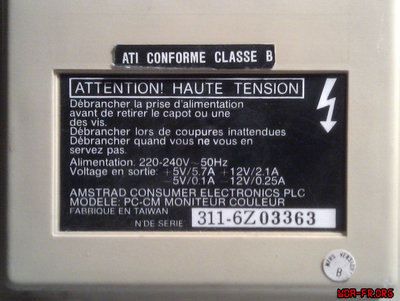 ATI CONFORME CLASSE B
ATTENTION! HAUTE TENSION
Débrancher la prise d'alimentation
avant de retirer le capot ou une
des vis.
Débrancher lors de coupures inattendues
Débrancher quand vous ne vous en
servez pas.
Alimentation: 220-240V~50Hz
Voltage en sortie: +5V/5.7A +12V/2.1A
-5V/0.1A -12V/0.25A
AMSTRAD CONSUMER ELECTRONICS PLC
MODELE: PC-CM MONITEUR COULEUR
FABRIQUE EN TAIWAN
N'DE SERIE 311-6Z03363
B
WDA-FR.ORG